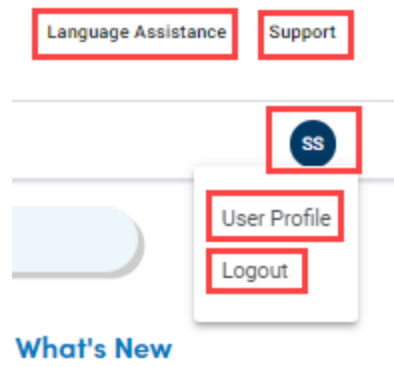 Language Assistance Support
SS
User Profile
Logout
What's New